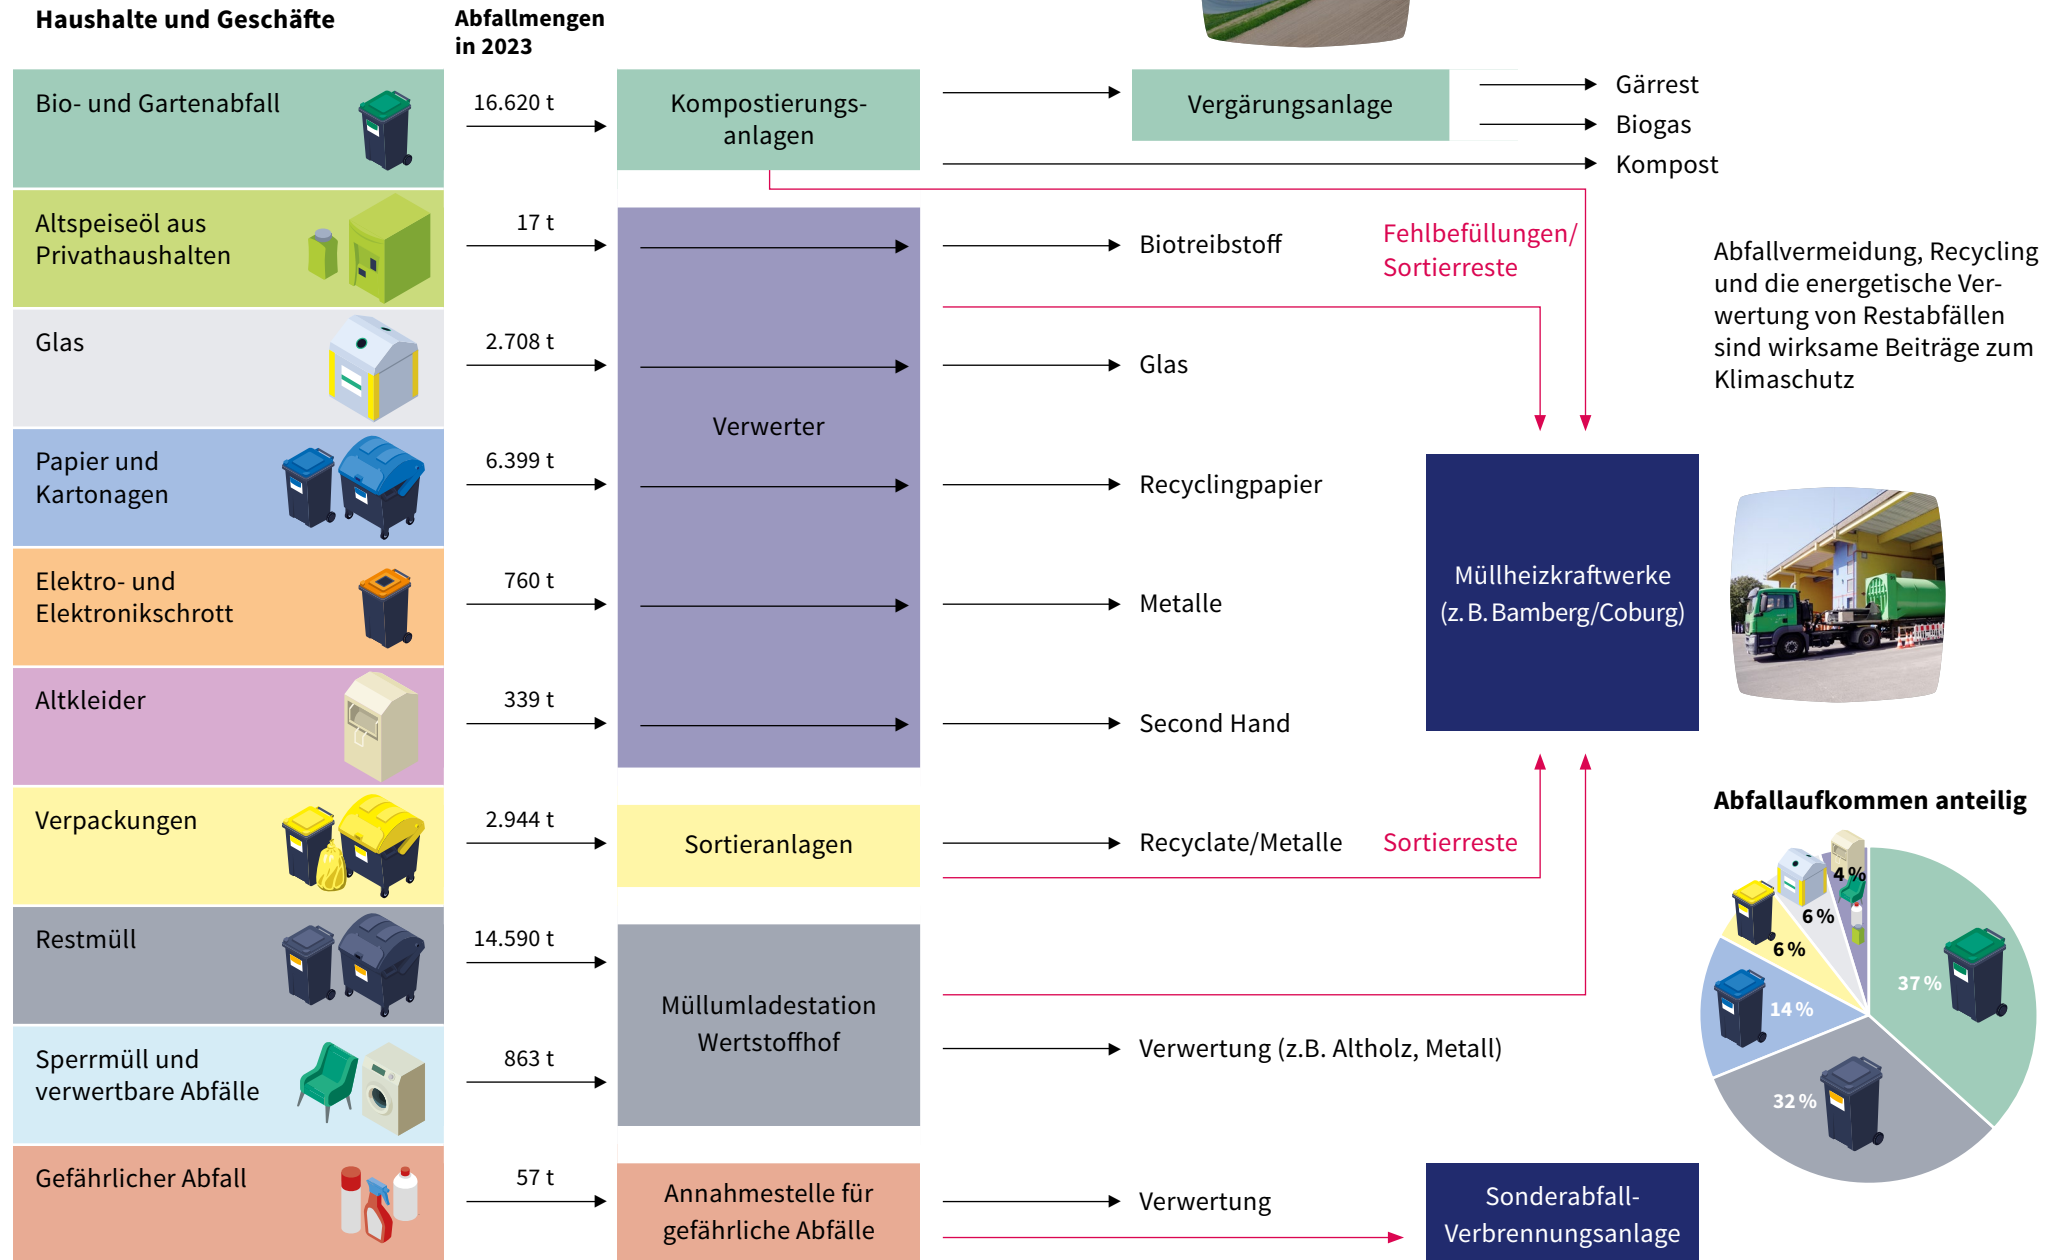 Haushalte und Geschäfte
Abfallmengen
in 2023
Bio- und Gartenabfall
16.620 t
Kompostierungs-
anlagen
Vergärungsanlage
Gärrest
Biogas
Kompost
Altspeiseöl aus
Privathaushalten
17 t
Biotreibstoff
Fehlbefüllungen/
Sortierreste
Abfallvermeidung, Recycling
und die energetische Ver-
wertung von Restabfällen
sind wirksame Beiträge zum
Klimaschutz
Glas
2.708 t
Glas
Verwerter
Papier und
Kartonagen
6.399 t
Recyclingpapier
Elektro- und
Elektronikschrott
760 t
Metalle
Müllheizkraftwerke
(z. B. Bamberg/Coburg)
Altkleider
339 t
Second Hand
Verpackungen
2.944 t
Sortieranlagen
Recyclate/Metalle
Sortierreste
Restmüll
14.590 t
Müllumladestation
Wertstoffhof
Sperrmüll und
verwertbare Abfälle
863 t
Verwertung (z.B. Altholz, Metall)
Gefährlicher Abfall
57 t
Annahmestelle für
gefährliche Abfälle
Verwertung
Sonderabfall-
Verbrennungsanlage
Abfallaufkommen anteilig
4 %
6 %
6 %
14 %
37 %
32 %